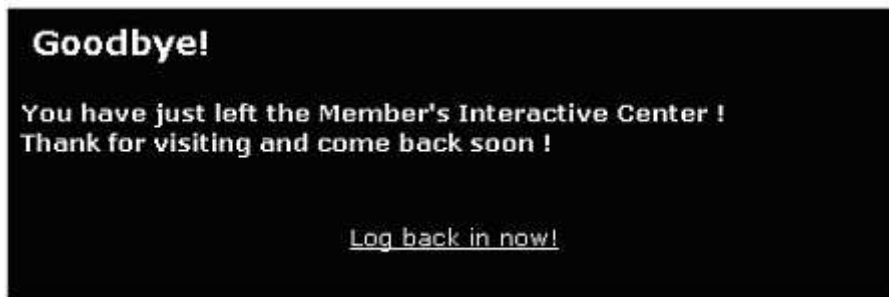 Goodbye!
You have just left the Member's Interactive Center !
Thank for visiting and come back soon !
Log back in now!